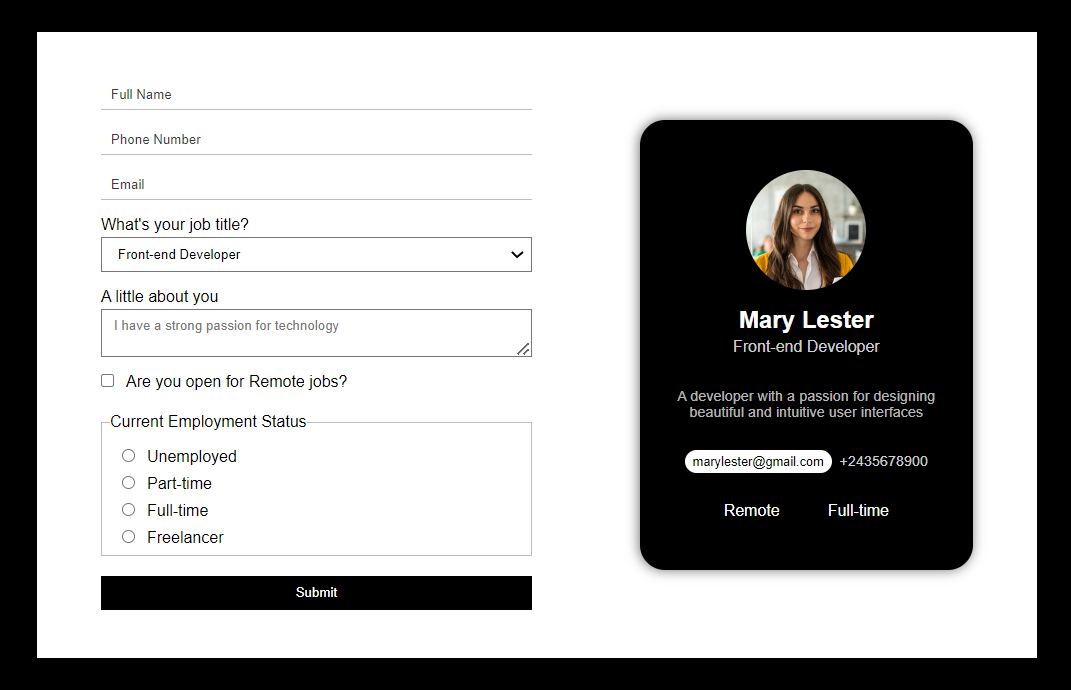 Full Name
Phone Number
Email
What's your job title?
Front-end Developer
A little about you
I have a strong passion for technology
Are you open for Remote jobs?
Current Employment Status
Unemployed
Part-time
Full-time
Freelancer
Submit
Mary Lester
Front-end Developer
A developer with a passion for designing
beautiful and intuitive user interfaces
marylester@gmail.com +2435678900
Remote Full-time